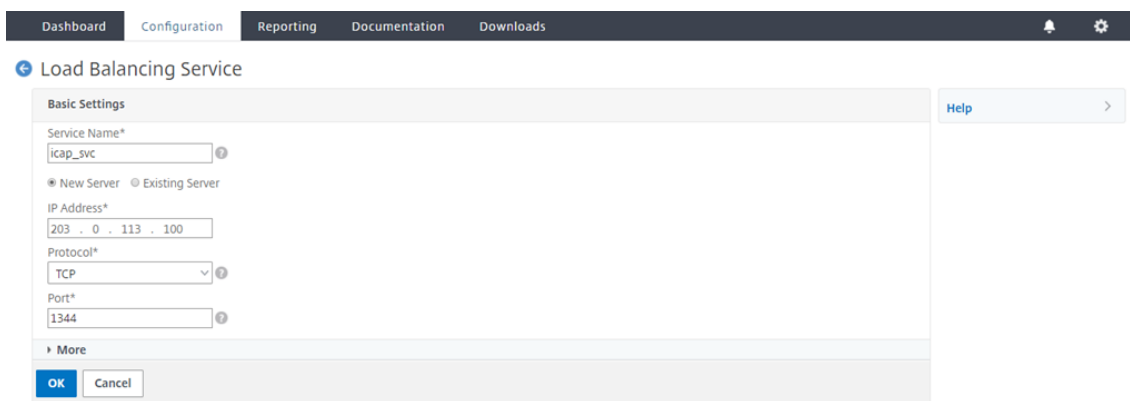 Dashboard Configuration Reporting Documentation Downloads
Load Balancing Service
Basic Settings
Help
Service Name*
icap_svc
New Server Existing Server
IP Address*
203 . 0 . 113 . 100
Protocol*
TCP
Port*
1344
More
OK Cancel